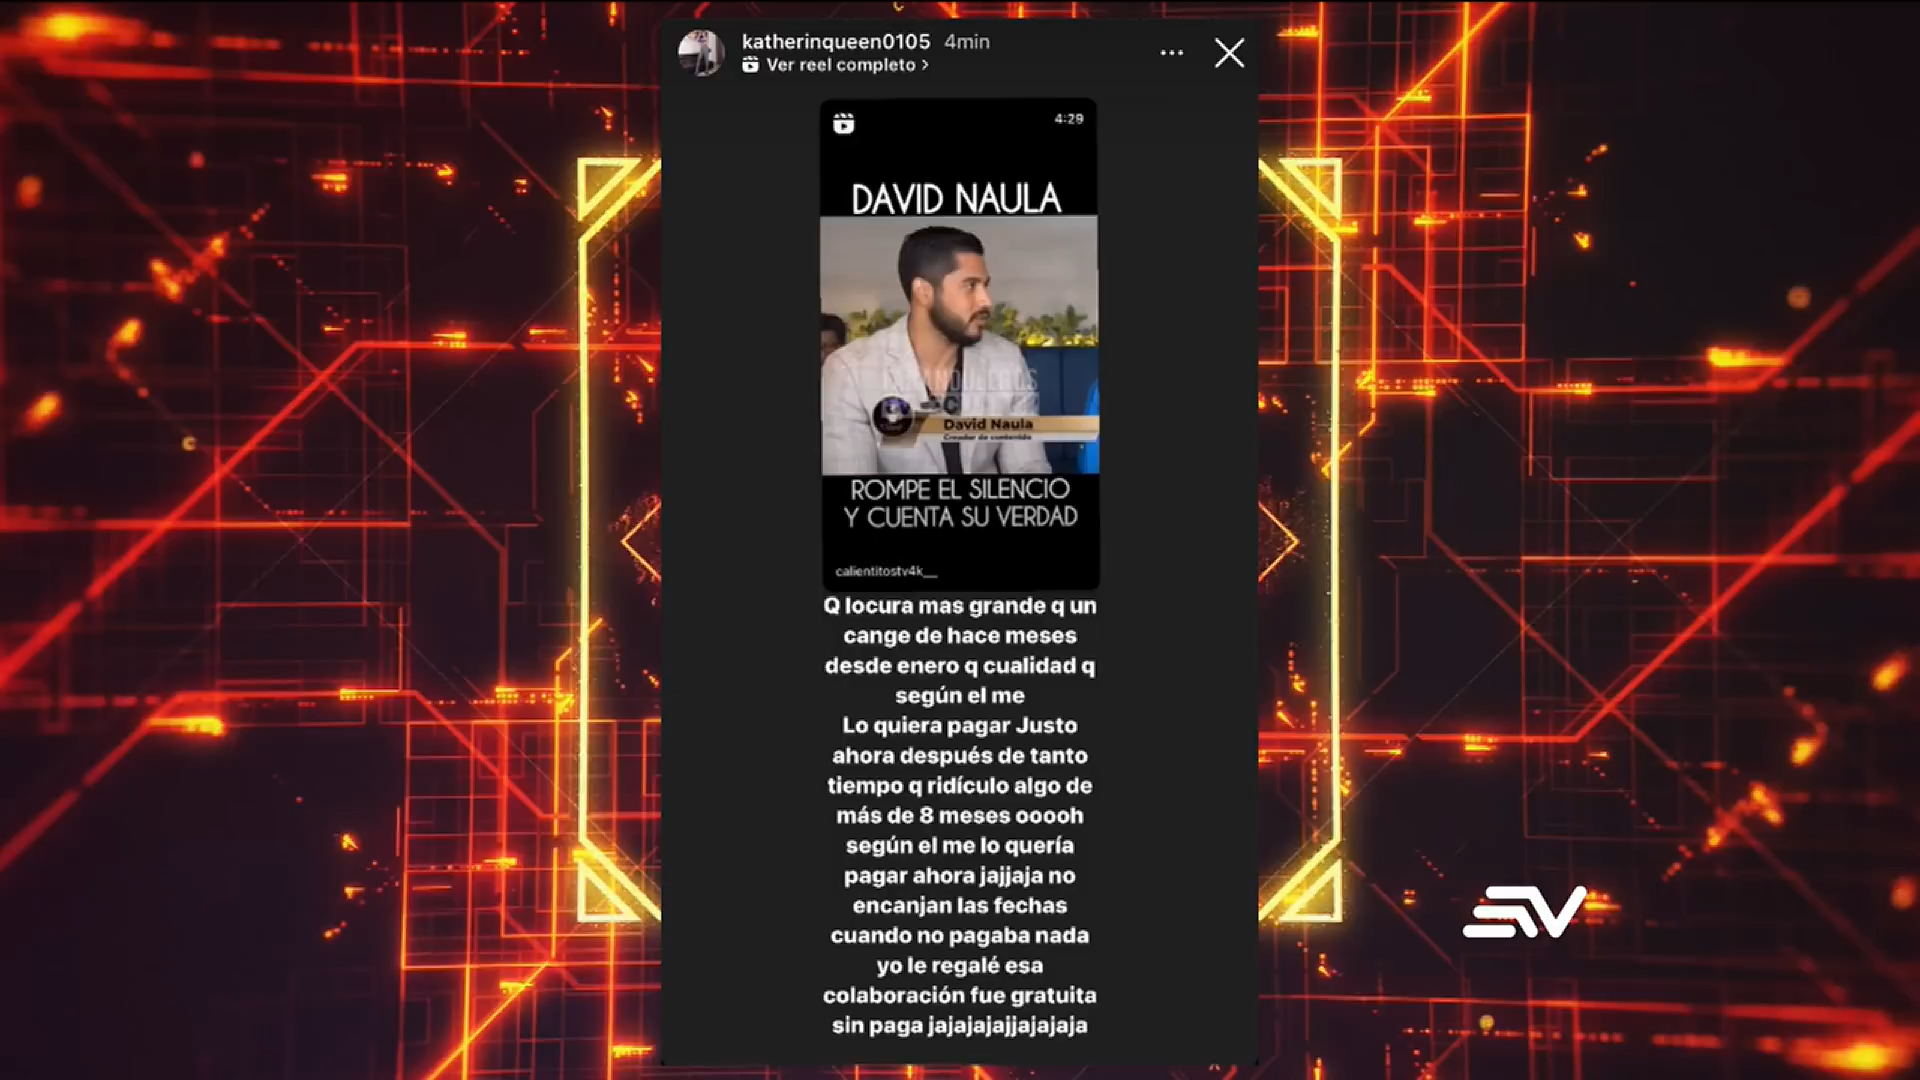 katherinqueen0105 4min
Ver reel completo >
4:29
DAVID NAULA
David Naula
Creador de contenido
ROMPE EL SILENCIO
Y CUENTA SU VERDAD
calientitostv4k__
Q locura mas grande q un
cange de hace meses
desde enero q cualidad q
según el me
Lo quiera pagar Justo
ahora después de tanto
tiempo q ridículo algo de
más de 8 meses ooooh
según el me lo quería
pagar ahora jajjaja no
encanjan las fechas
cuando no pagaba nada
yo le regalé esa
colaboración fue gratuita
sin paga jajajajajjajajaja